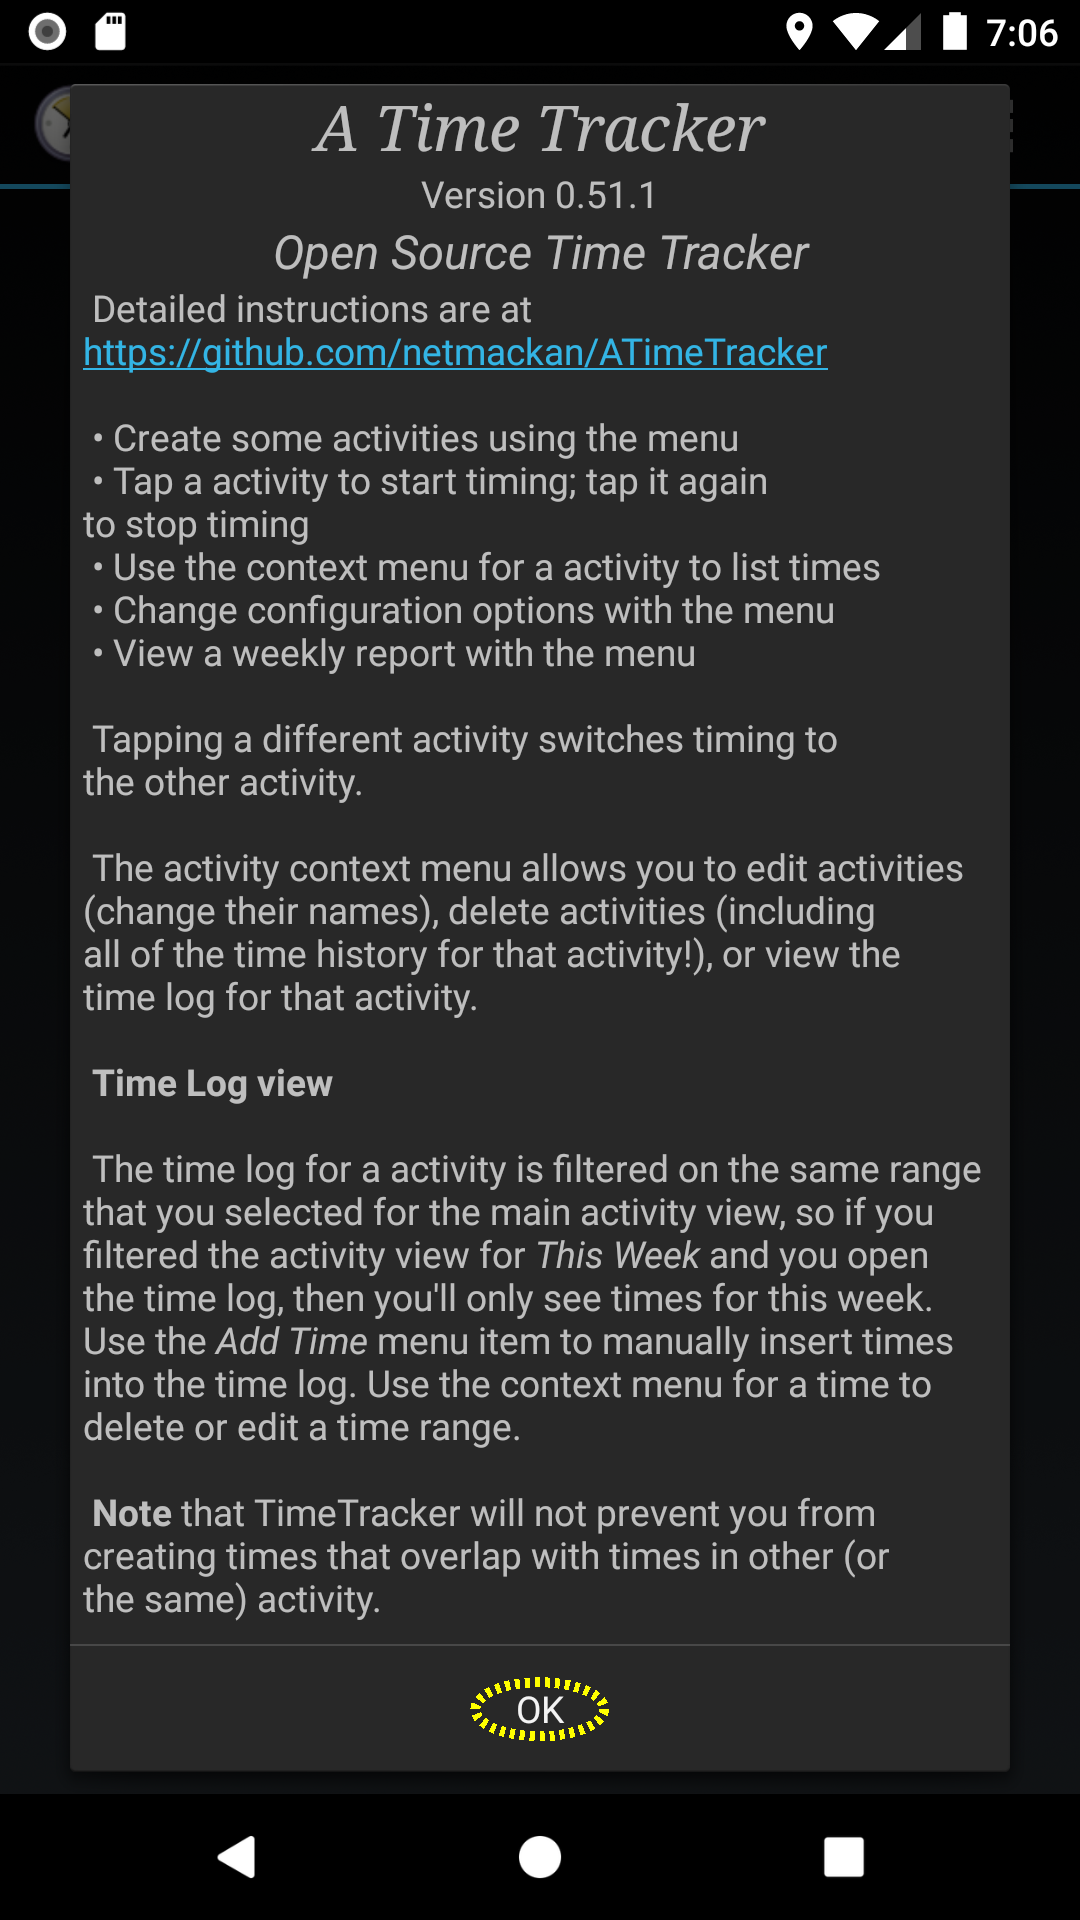 7:06
A Time Tracker
Version 0.51.1
Open Source Time Tracker
Detailed instructions are at
https://github.com/netmackan/ATimeTracker
• Create some activities using the menu
• Tap a activity to start timing; tap it again
to stop timing
• Use the context menu for a activity to list times
• Change configuration options with the menu
• View a weekly report with the menu
Tapping a different activity switches timing to
the other activity.
The activity context menu allows you to edit activities
(change their names), delete activities (including
all of the time history for that activity!), or view the
time log for that activity.
Time Log view
The time log for a activity is filtered on the same range
that you selected for the main activity view, so if you
filtered the activity view for This Week and you open
the time log, then you'll only see times for this week.
Use the Add Time menu item to manually insert times
into the time log. Use the context menu for a time to
delete or edit a time range.
Note that TimeTracker will not prevent you from
creating times that overlap with times in other (or
the same) activity.
OK